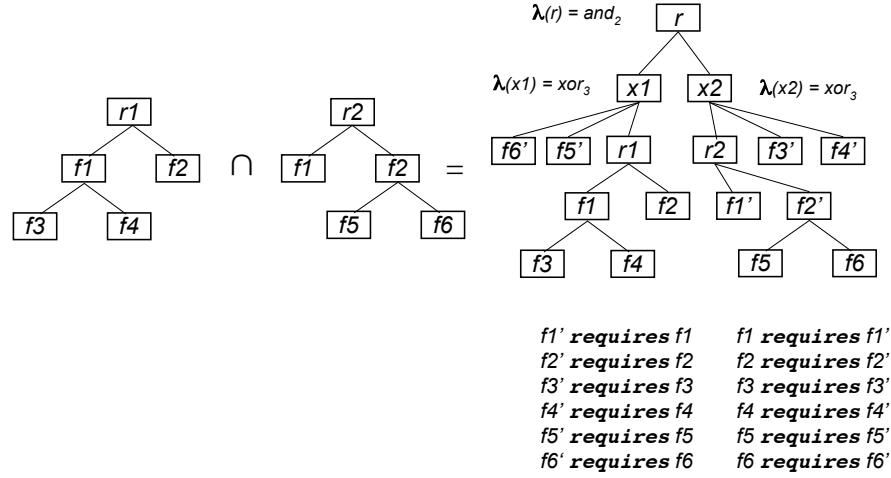 λ(r) = and₂ r
λ(x1) = xor₃ x1 x2 λ(x2) = xor₃
r1 r2
f6' f5' r1 r2 f3' f4'
f1 f2 ∩ f1 f2 =
f1 f2 f1' f2'
f3 f4 f5 f6
f3 f4 f5 f6
f1' requires f1 f1 requires f1'
f2' requires f2 f2 requires f2'
f3' requires f3 f3 requires f3'
f4' requires f4 f4 requires f4'
f5' requires f5 f5 requires f5'
f6‘ requires f6 f6 requires f6'